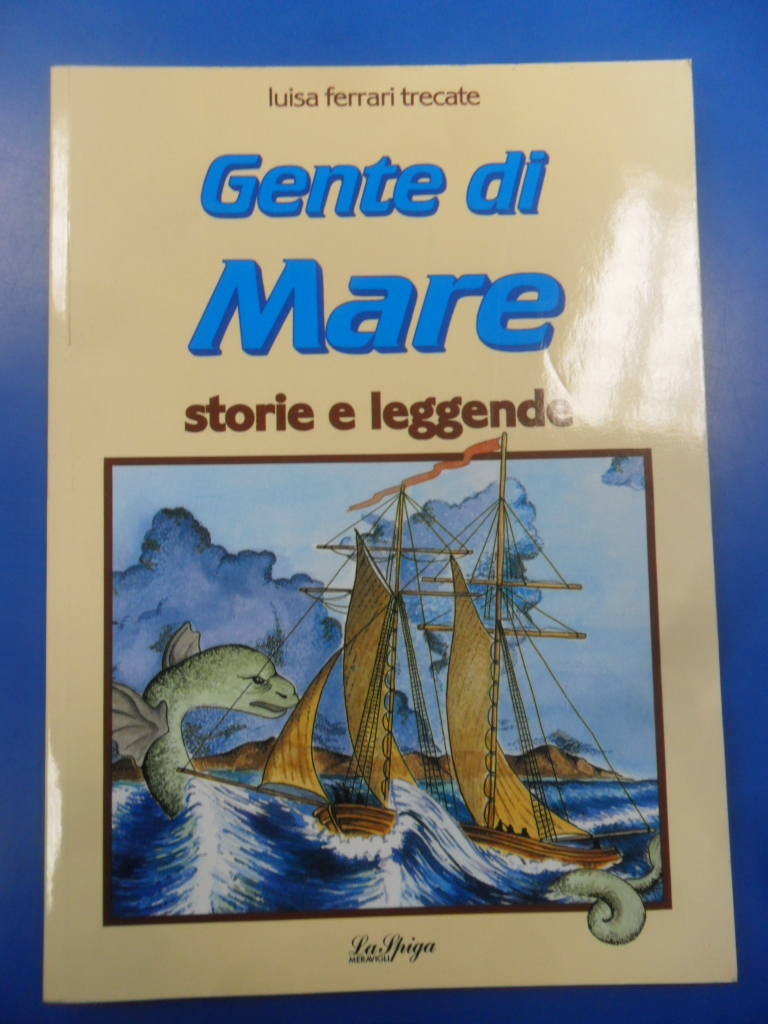 luisa ferrari trecate
Gente di
Mare
storie e leggende
La Spiga
MERAVIGLI